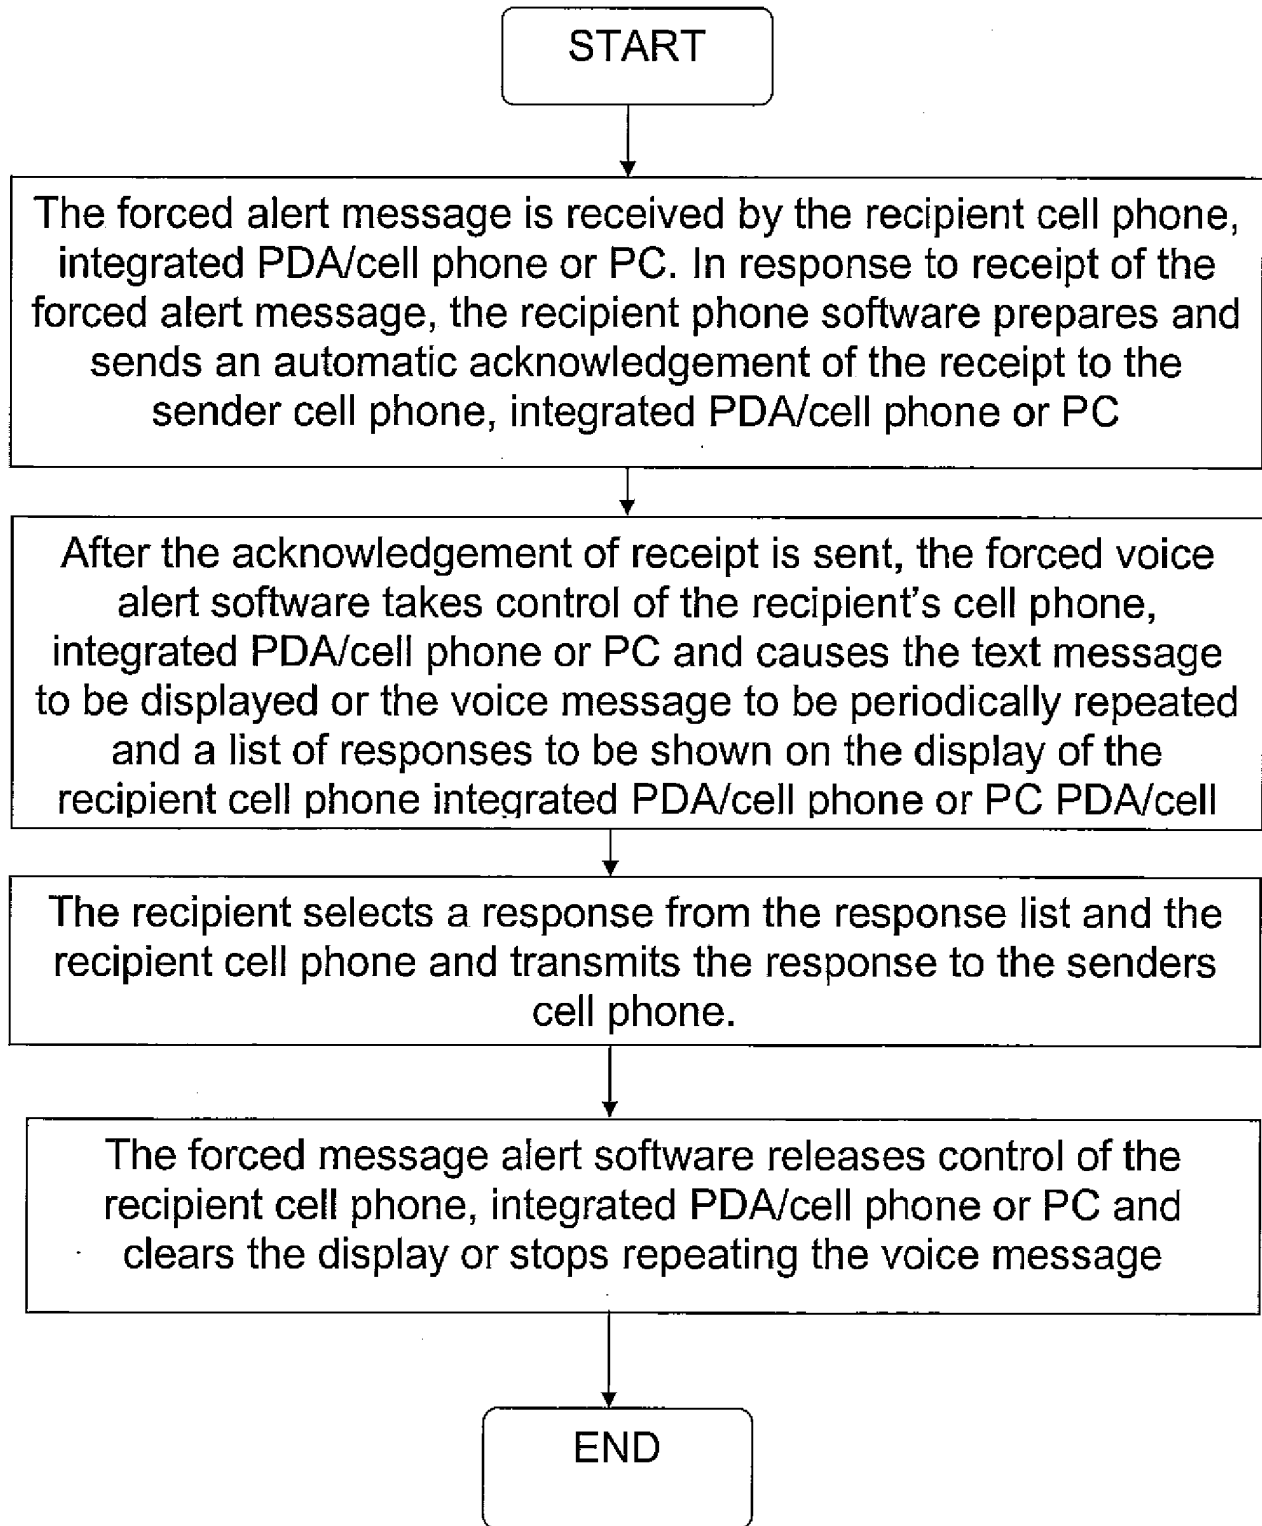 START
The forced alert message is received by the recipient cell phone,
integrated PDA/cell phone or PC. In response to receipt of the
forced alert message, the recipient phone software prepares and
sends an automatic acknowledgement of the receipt to the
sender cell phone, integrated PDA/cell phone or PC
After the acknowledgement of receipt is sent, the forced voice
alert software takes control of the recipient's cell phone,
integrated PDA/cell phone or PC and causes the text message
to be displayed or the voice message to be periodically repeated
and a list of responses to be shown on the display of the
recipient cell phone integrated PDA/cell phone or PC PDA/cell
The recipient selects a response from the response list and the
recipient cell phone and transmits the response to the senders
cell phone.
The forced message alert software releases control of the
recipient cell phone, integrated PDA/cell phone or PC and
clears the display or stops repeating the voice message
END